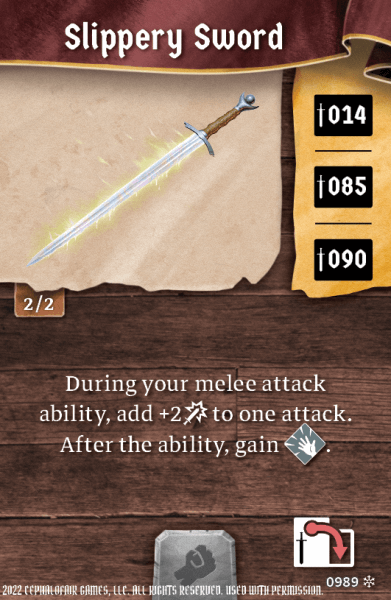 Slippery Sword
014
085
090
2/2
During your melee attack
ability, add +2 to one attack.
After the ability, gain .
0989
2022 CEPHALOFAIR GAMES, LLC. ALL RIGHTS RESERVED. USED WITH PERMISSION.